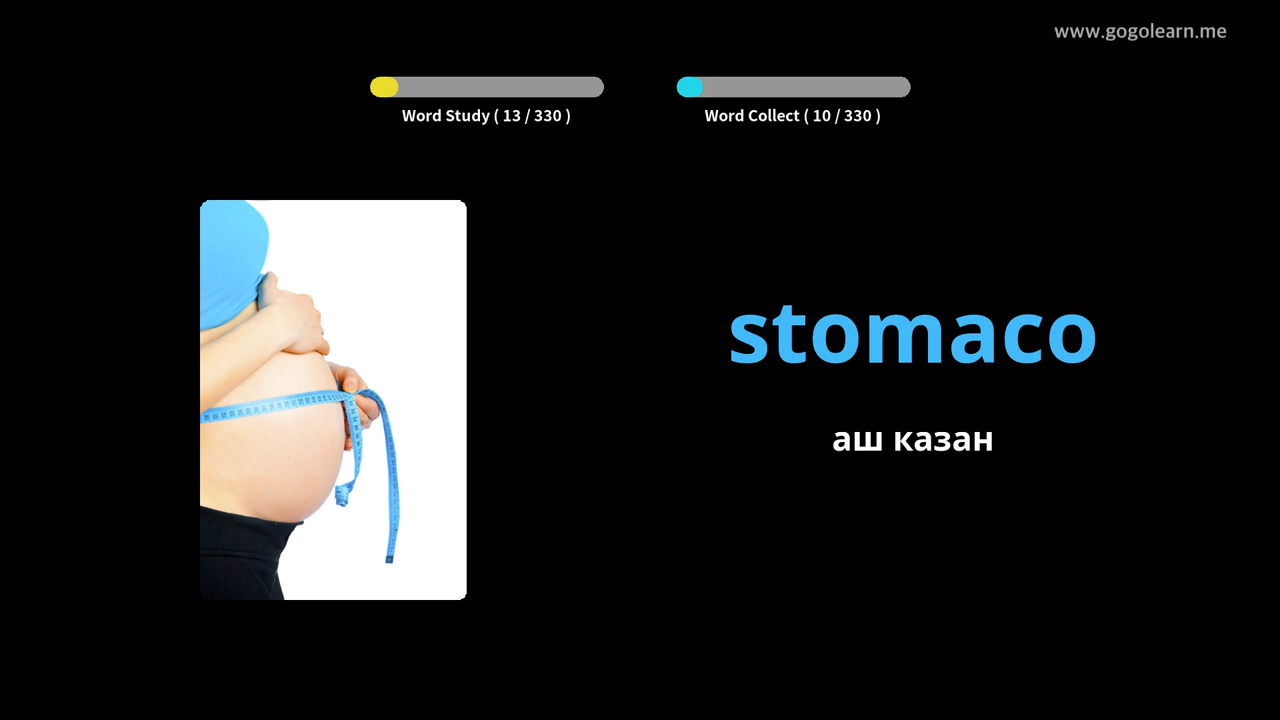 www.gogolearn.me
Word Study ( 13 / 330 )
Word Collect ( 10 / 330 )
stomaco
аш казан